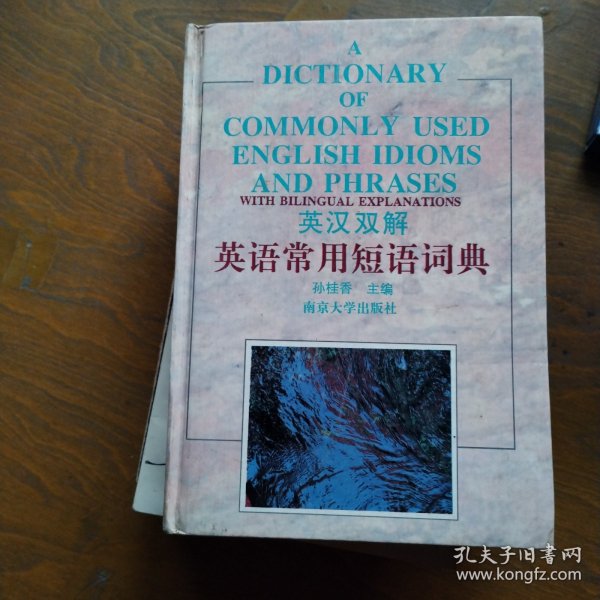 A
DICTIONARY
OF
COMMONLY USED
ENGLISH IDIOMS
AND PHRASES
WITH BILINGUAL EXPLANATIONS
英汉双解
英语常用短语词典
孙桂香 主编
南京大学出版社
孔夫子旧书网
www.kongfz.com